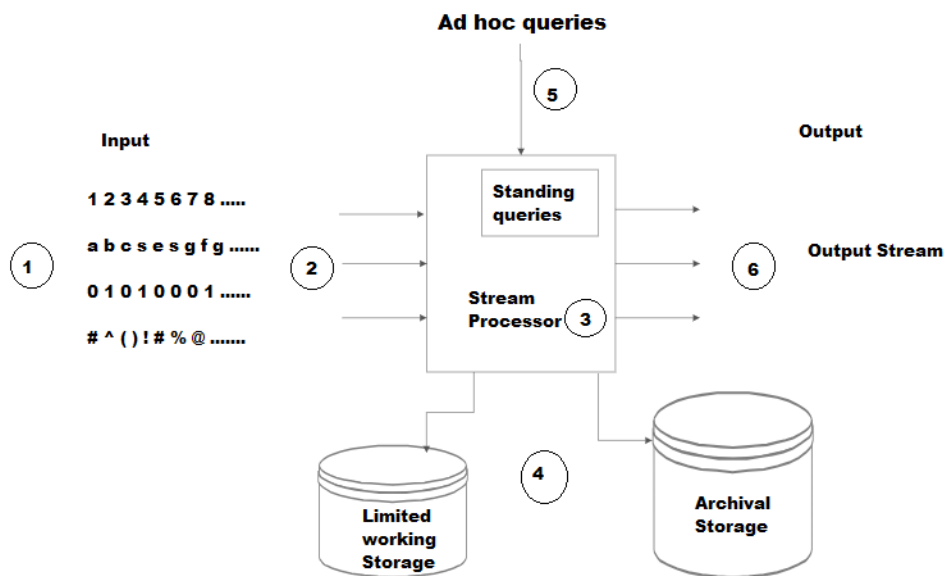 Ad hoc queries
5
Input
Output
1 2 3 4 5 6 7 8 .....
Standing
queries
a b c s e s g f g ......
1
2
6
Output Stream
0 1 0 1 0 0 0 1 ......
Stream
Processor
3
# ^ ( ) ! # % @ .......
4
Limited
working
Storage
Archival
Storage